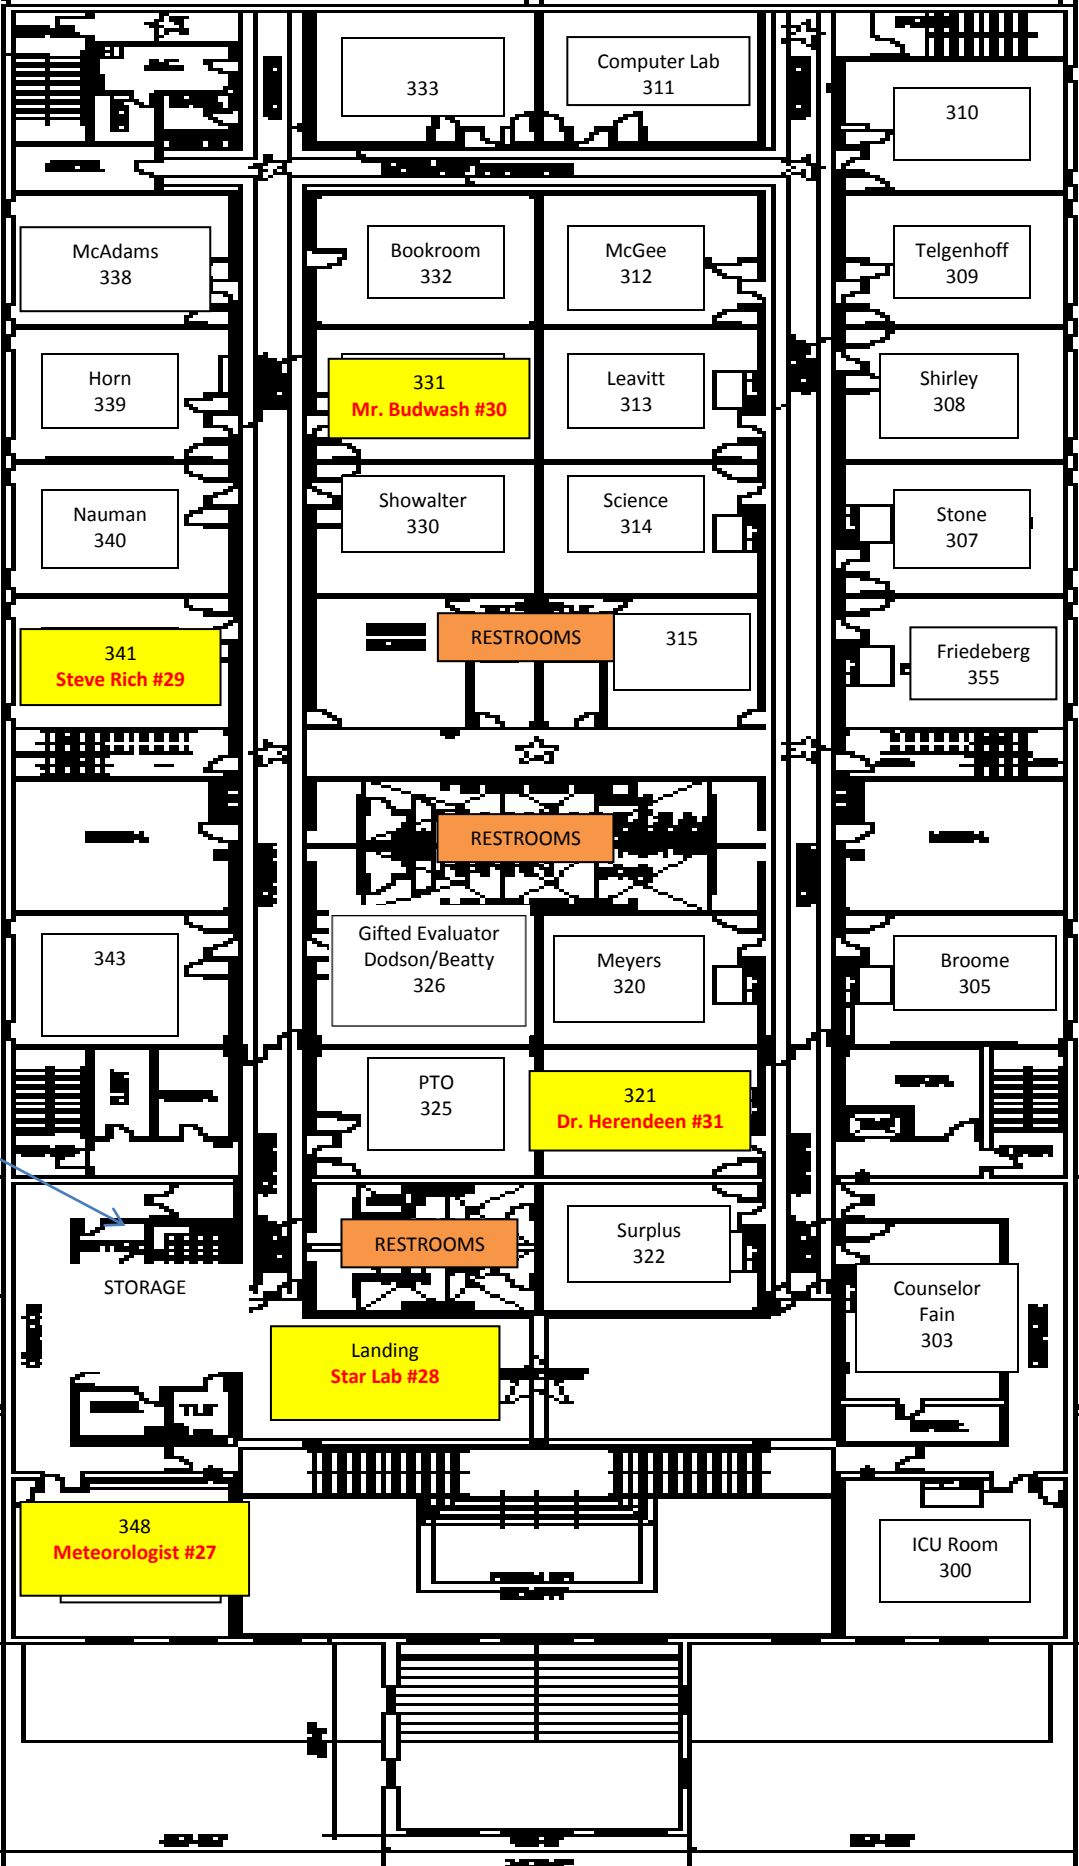 333
Computer Lab
311
310
McAdams
338
Bookroom
332
McGee
312
Telgenhoff
309
Horn
339
331
Mr. Budwash #30
Leavitt
313
Shirley
308
Nauman
340
Showalter
330
Science
314
Stone
307
341
Steve Rich #29
RESTROOMS
315
Friedeberg
355
RESTROOMS
343
Gifted Evaluator
Dodson/Beatty
326
Meyers
320
Broome
305
PTO
325
321
Dr. Herendeen #31
STORAGE
RESTROOMS
Surplus
322
Counselor
Fain
303
Landing
Star Lab #28
348
Meteorologist #27
ICU Room
300